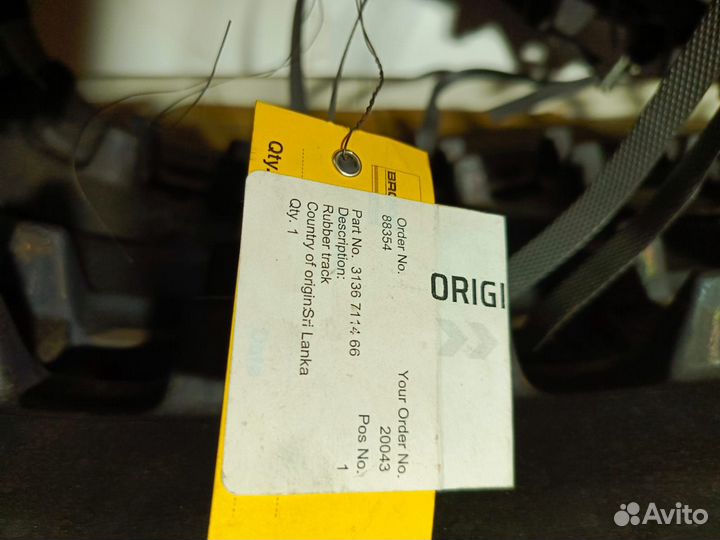 Qty.
BRO
ORIGI
Order No.
88354
Your Order No.
20043
Part No. 3136 7114 66
Pos No.
1
Description:
Rubber track
Country of origin:Sri Lanka
Qty. 1
Avito